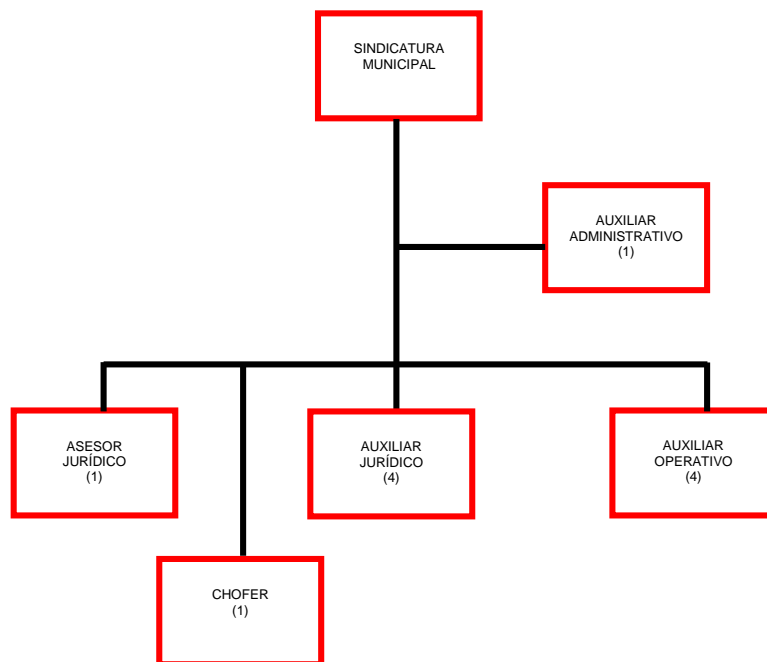 SINDICATURA
MUNICIPAL
AUXILIAR
ADMINISTRATIVO
(1)
ASESOR
JURÍDICO
(1)
AUXILIAR
JURÍDICO
(4)
AUXILIAR
OPERATIVO
(4)
CHOFER
(1)